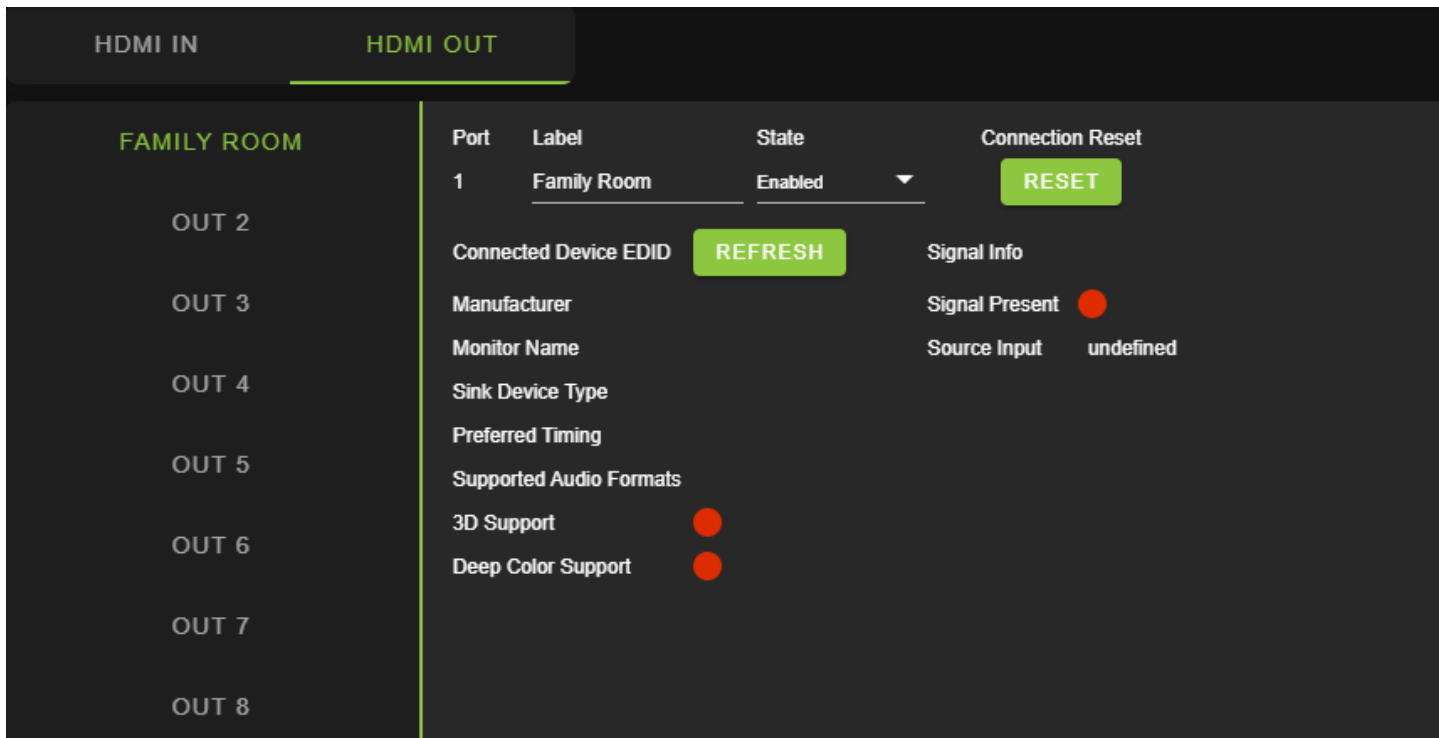 HDMI IN HDMI OUT
FAMILY ROOM
OUT 2
OUT 3
OUT 4
OUT 5
OUT 6
OUT 7
OUT 8
Port Label State Connection Reset
1 Family Room Enabled RESET
Connected Device EDID REFRESH Signal Info
Manufacturer Signal Present
Monitor Name Source Input undefined
Sink Device Type
Preferred Timing
Supported Audio Formats
3D Support
Deep Color Support